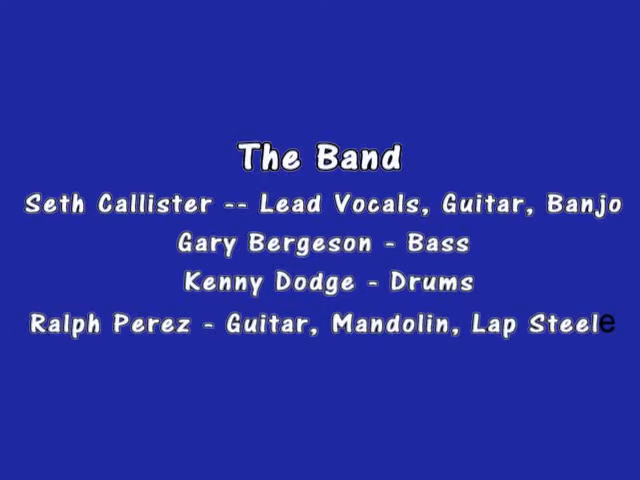 The Band
Seth Callister -- Lead Vocals, Guitar, Banjo
Gary Bergeson - Bass
Kenny Dodge - Drums
Ralph Perez - Guitar, Mandolin, Lap Steele